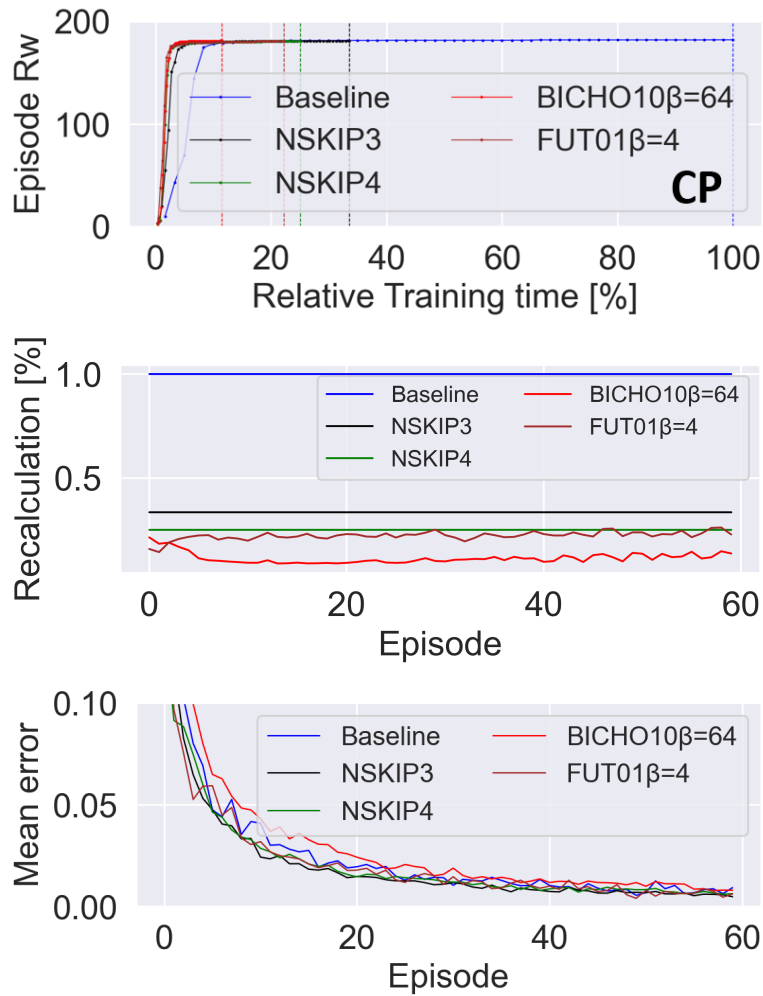 200
100
0
Episode Rw
Baseline
NSKIP3
NSKIP4
BICHO10β=64
FUT01β=4
CP
0 20 40 60 80 100
Relative Training time [%]
1.0
0.5
Recalculation [%]
Baseline
NSKIP3
NSKIP4
BICHO10β=64
FUT01β=4
0 20 40 60
Episode
0.10
0.05
0.00
Mean error
Baseline
NSKIP3
NSKIP4
BICHO10β=64
FUT01β=4
0 20 40 60
Episode